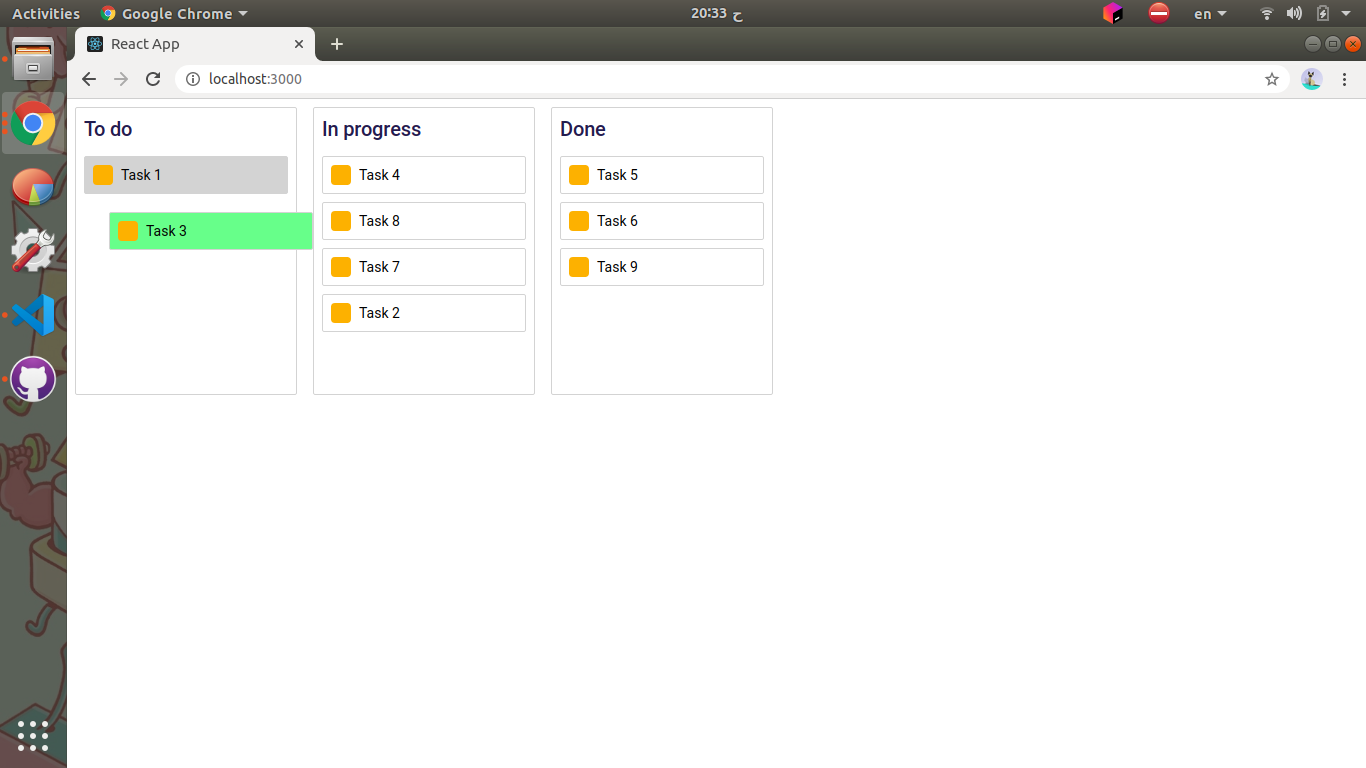 Activities
Google Chrome
20:33 ح
en
React App
localhost:3000
To do
Task 1
Task 3
In progress
Task 4
Task 8
Task 7
Task 2
Done
Task 5
Task 6
Task 9